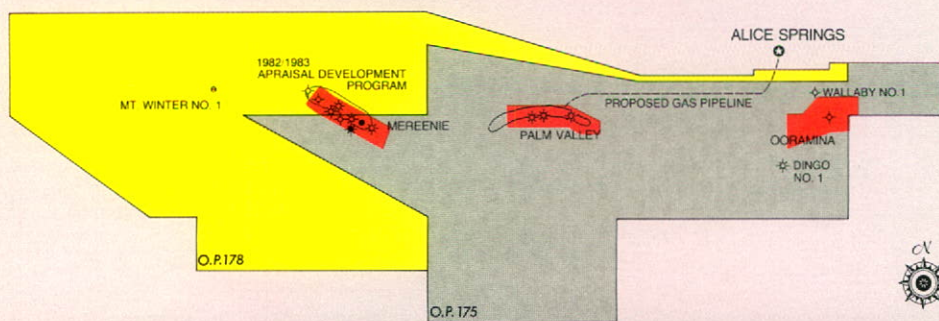 ALICE SPRINGS
1982/1983
APPRAISAL DEVELOPMENT
PROGRAM
MT. WINTER NO. 1
MEREENIE
PROPOSED GAS PIPELINE
PALM VALLEY
WALLABY NO.1
OORAMINA
DINGO
NO. 1
O.P.178
O.P.175
N